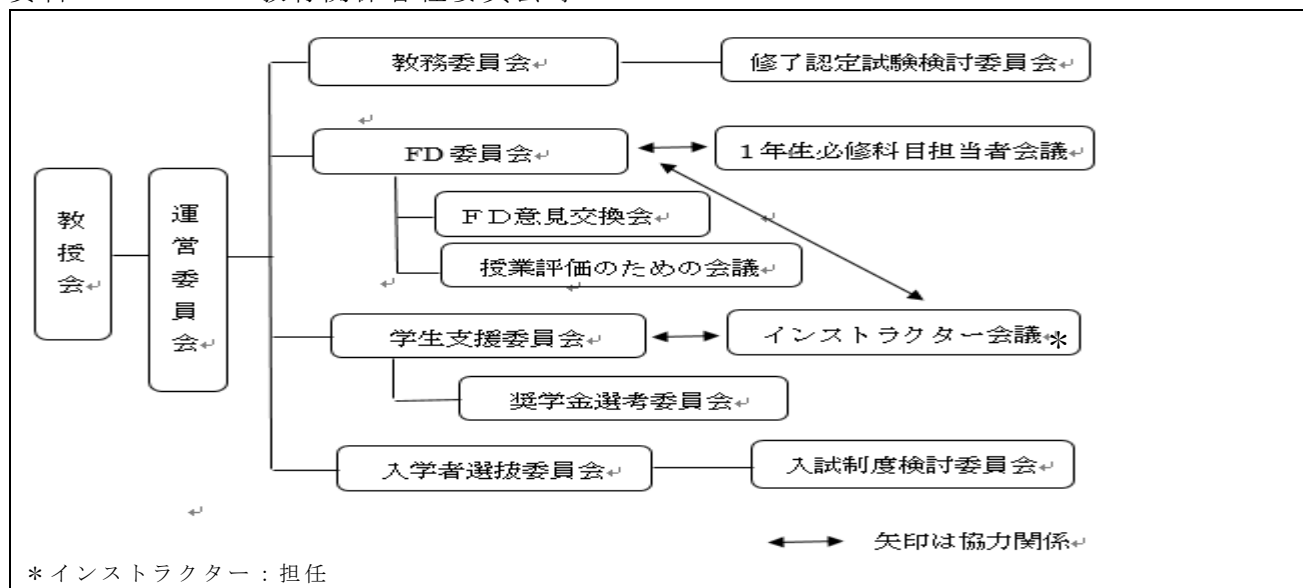 教授会
運営委員会
教務委員会
修了認定試験検討委員会
FD委員会
1年生必修科目担当者会議
FD意見交換会
授業評価のための会議
学生支援委員会
インストラクター会議*
奨学金選考委員会
入学者選抜委員会
入試制度検討委員会
矢印は協力関係
*インストラクター:担任